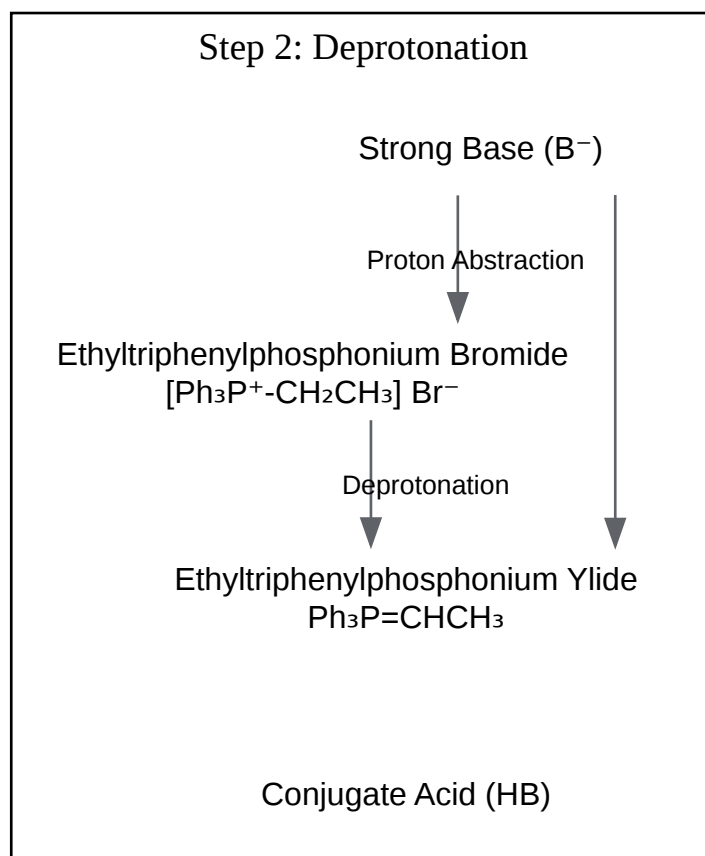 Step 2: Deprotonation
Strong Base (B⁻)
Proton Abstraction
Ethyltriphenylphosphonium Bromide
[Ph₃P⁺-CH₂CH₃] Br⁻
Deprotonation
Ethyltriphenylphosphonium Ylide
Ph₃P=CHCH₃
Conjugate Acid (HB)